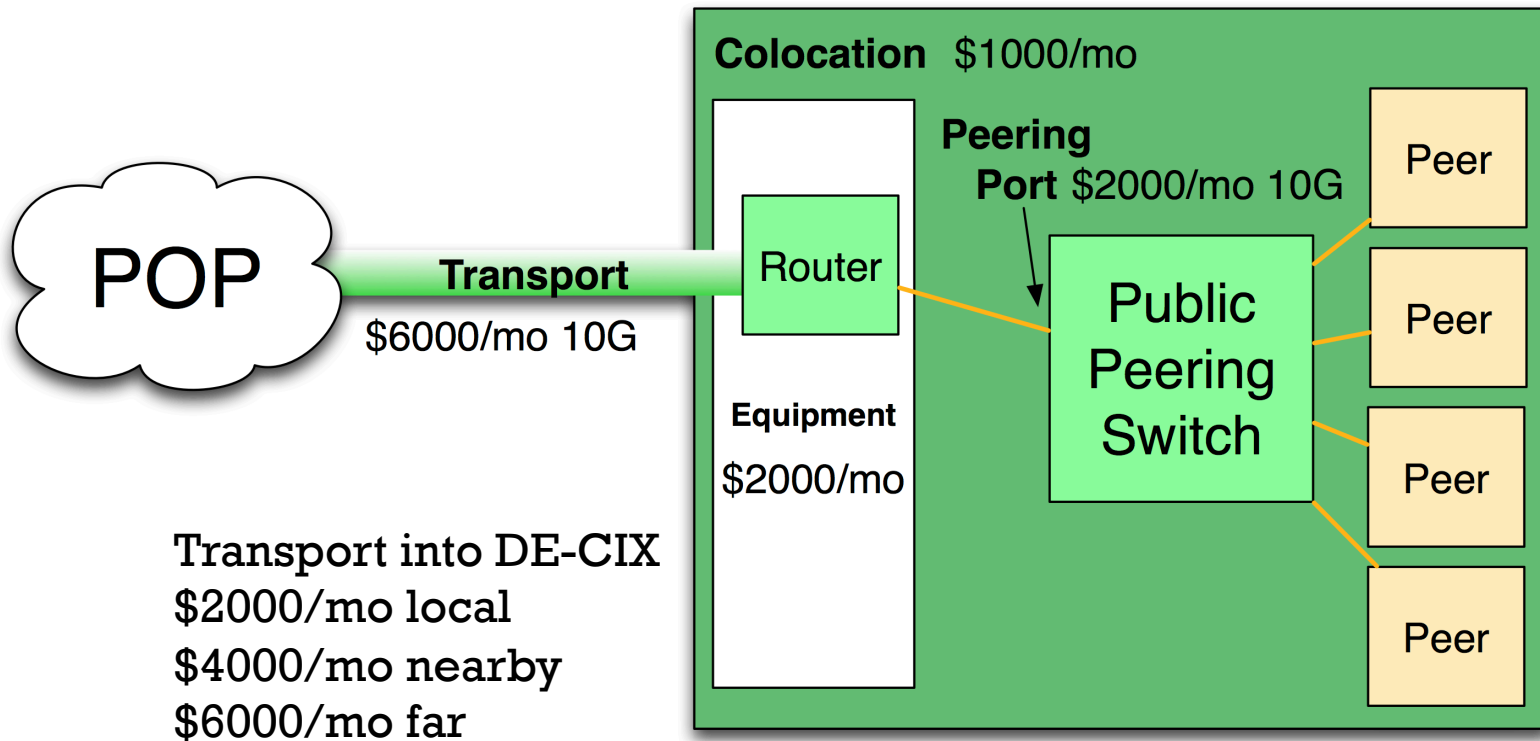 Colocation $1000/mo
Peering
Port $2000/mo 10G
POP
Transport
$6000/mo 10G
Router
Equipment
$2000/mo
Public
Peering
Switch
Peer
Peer
Peer
Peer
Transport into DE-CIX
$2000/mo local
$4000/mo nearby
$6000/mo far